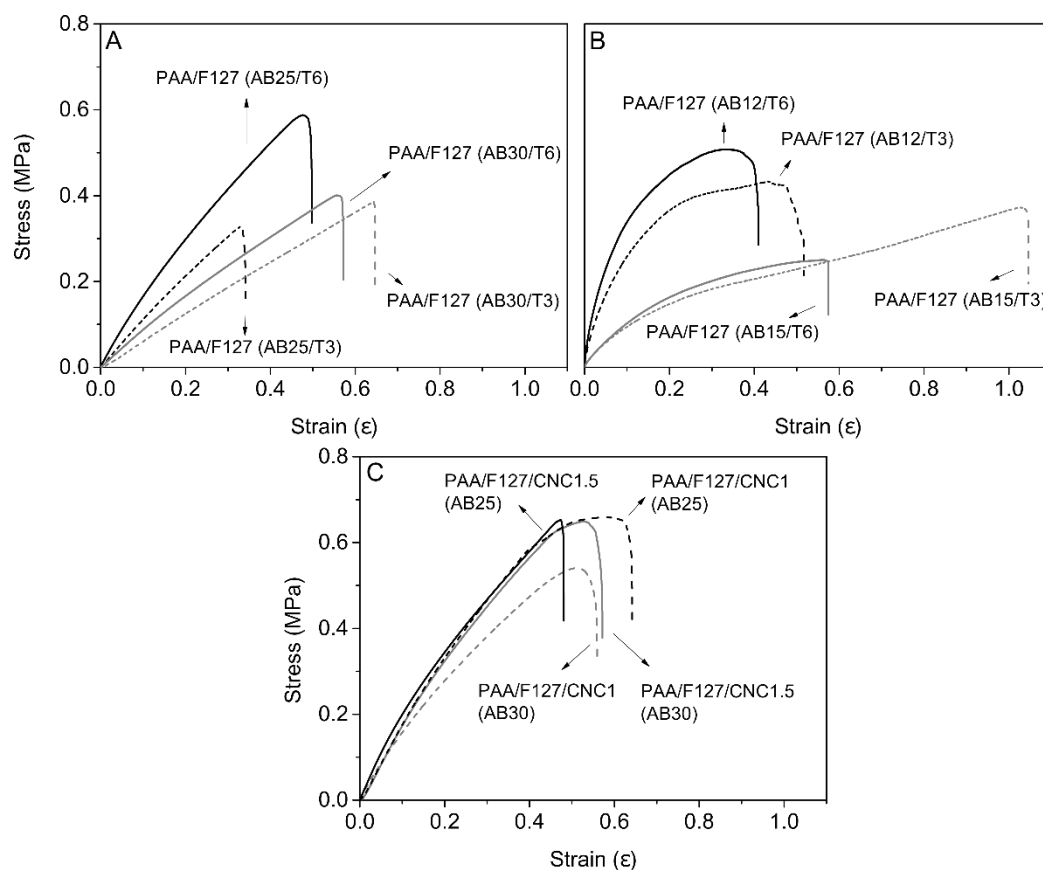 A
PAA/F127 (AB25/T6)
PAA/F127 (AB30/T6)
PAA/F127 (AB30/T3)
PAA/F127 (AB25/T3)
Stress (MPa)
0.8
0.6
0.4
0.2
0.0
0.0 0.2 0.4 0.6 0.8 1.0
Strain (ε)
B
PAA/F127 (AB12/T6)
PAA/F127 (AB12/T3)
PAA/F127 (AB15/T3)
PAA/F127 (AB15/T6)
0.0 0.2 0.4 0.6 0.8 1.0
Strain (ε)
C
PAA/F127/CNC1.5
(AB25)
PAA/F127/CNC1
(AB25)
PAA/F127/CNC1
(AB30)
PAA/F127/CNC1.5
(AB30)
Stress (MPa)
0.8
0.6
0.4
0.2
0.0
0.0 0.2 0.4 0.6 0.8 1.0
Strain (ε)